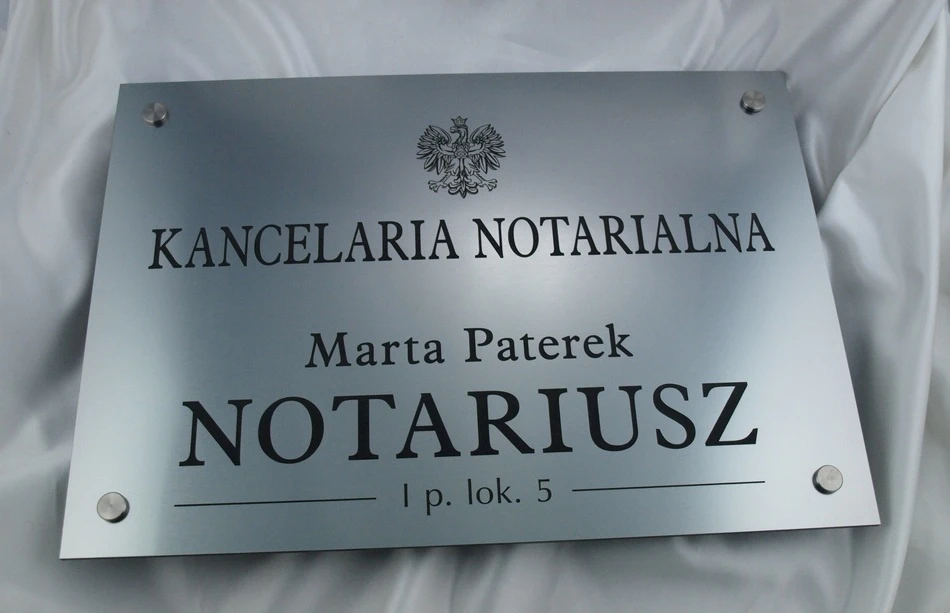 KANCELARIA NOTARIALNA
Marta Paterek
NOTARIUSZ
I p. lok. 5